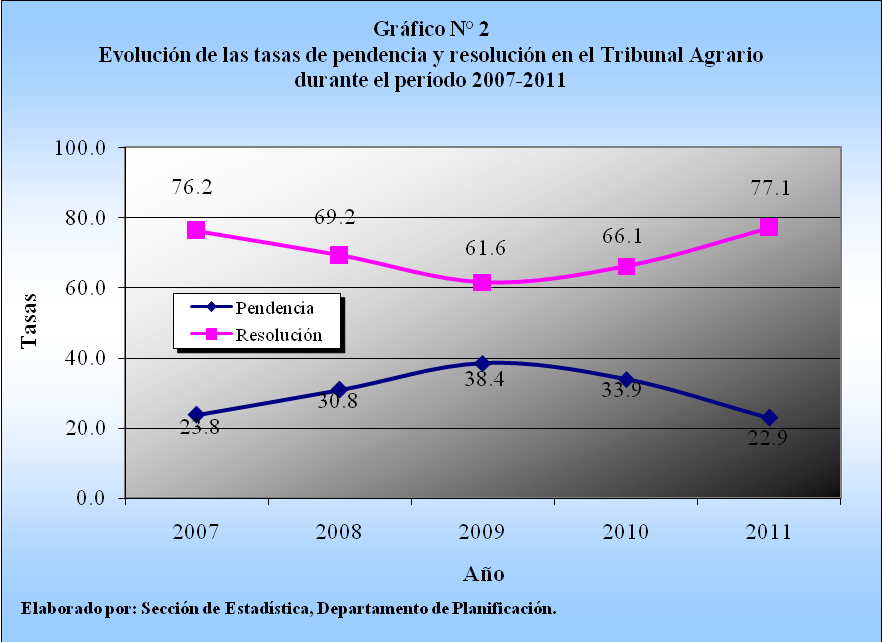 Gráfico N° 2
Evolución de las tasas de pendencia y resolución en el Tribunal Agrario
durante el período 2007-2011
100.0
80.0
60.0
40.0
20.0
0.0
Tasas
76.2
69.2
61.6
66.1
77.1
Pendencia
Resolución
23.8
30.8
38.4
33.9
22.9
2007
2008
2009
2010
2011
Año
Elaborado por: Sección de Estadística, Departamento de Planificación.